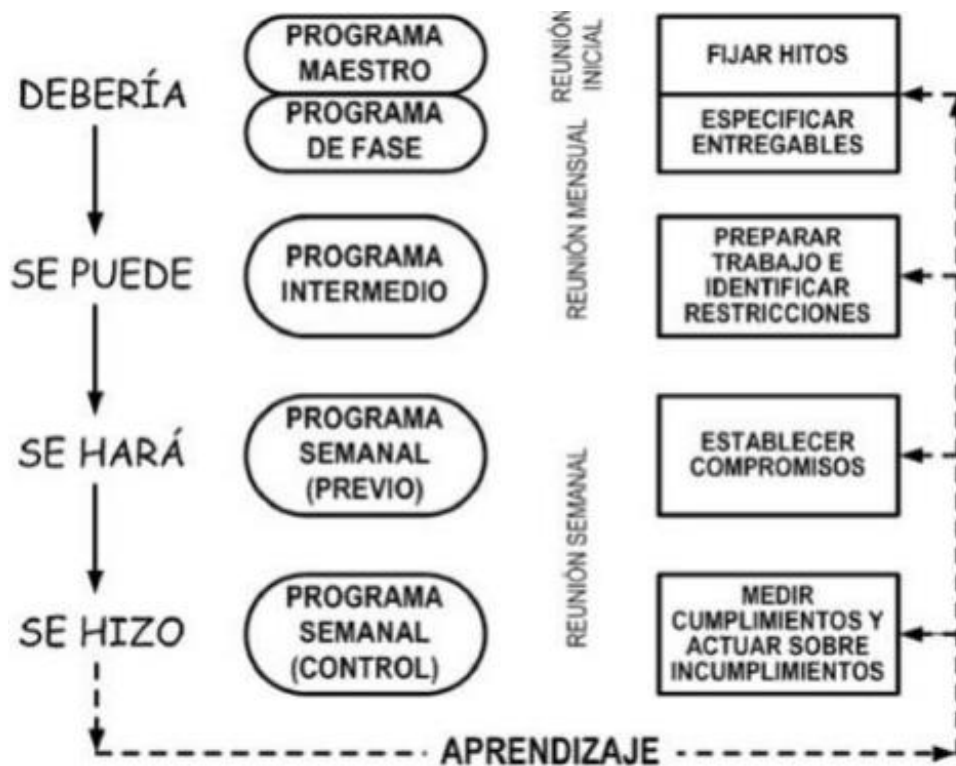 DEBERÍA
PROGRAMA
MAESTRO
PROGRAMA
DE FASE
REUNIÓN
INICIAL
FIJAR HITOS
ESPECIFICAR
ENTREGABLES
SE PUEDE
PROGRAMA
INTERMEDIO
REUNIÓN MENSUAL
PREPARAR
TRABAJO E
IDENTIFICAR
RESTRICCIONES
SE HARÁ
PROGRAMA
SEMANAL
(PREVIO)
REUNIÓN SEMANAL
ESTABLECER
COMPROMISOS
SE HIZO
PROGRAMA
SEMANAL
(CONTROL)
MEDIR
CUMPLIMIENTOS Y
ACTUAR SOBRE
INCUMPLIMIENTOS
APRENDIZAJE